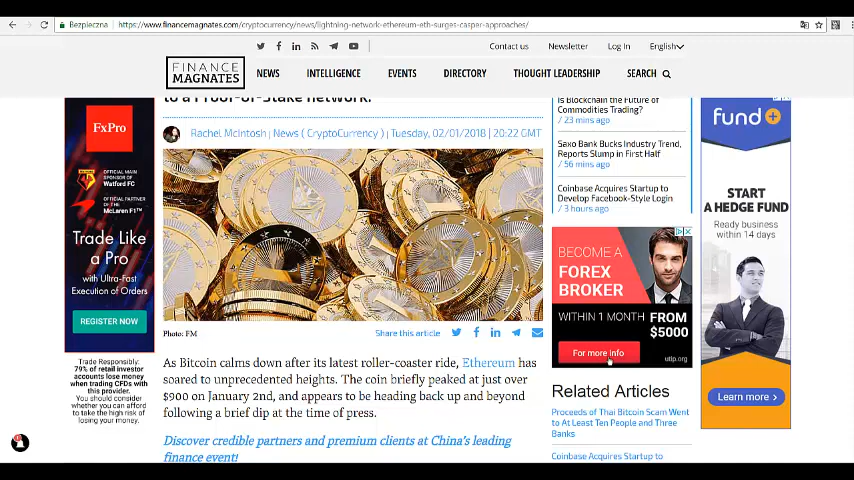 Bezpieczna | https://www.financemagnates.com/cryptocurrency/news/lightning-network-ethereum-eth-surges-casper-approaches/
Contact us Newsletter Log In English
FINANCE
MAGNATES
NEWS INTELLIGENCE EVENTS DIRECTORY THOUGHT LEADERSHIP SEARCH
to a Proof-of-Stake network.
Rachel McIntosh | News ( CryptoCurrency ) | Tuesday, 02/01/2018 | 20:22 GMT
Photo: FM
Share this article
As Bitcoin calms down after its latest roller-coaster ride, Ethereum has
soared to unprecedented heights. The coin briefly peaked at just over
$900 on January 2nd, and appears to be heading back up and beyond
following a brief dip at the time of press.
Discover credible partners and premium clients at China's leading
finance event!
FxPro
OFFICIAL MAIN
SPONSOR OF
Watford FC
OFFICIAL PARTNER
OF THE
McLaren F1™
Trade Like
a Pro
with Ultra-Fast
Execution of Orders
REGISTER NOW
Trade Responsibly:
79% of retail investor
accounts lose money
when trading CFDs with
this provider.
You should consider
whether you can afford
to take the high risk of
losing your money.
Is Blockchain the Future of
Commodities Trading?
/ 23 mins ago
Saxo Bank Bucks Industry Trend,
Reports Slump in First Half
/ 56 mins ago
Coinbase Acquires Startup to
Develop Facebook-Style Login
/ 3 hours ago
BECOME A
FOREX
BROKER
WITHIN 1 MONTH FROM
$5000
For more info
utip.org
Related Articles
Proceeds of Thai Bitcoin Scam Went
to At Least Ten People and Three
Banks
Coinbase Acquires Startup to
fund+
START
A HEDGE FUND
Ready business
within 14 days
Learn more >